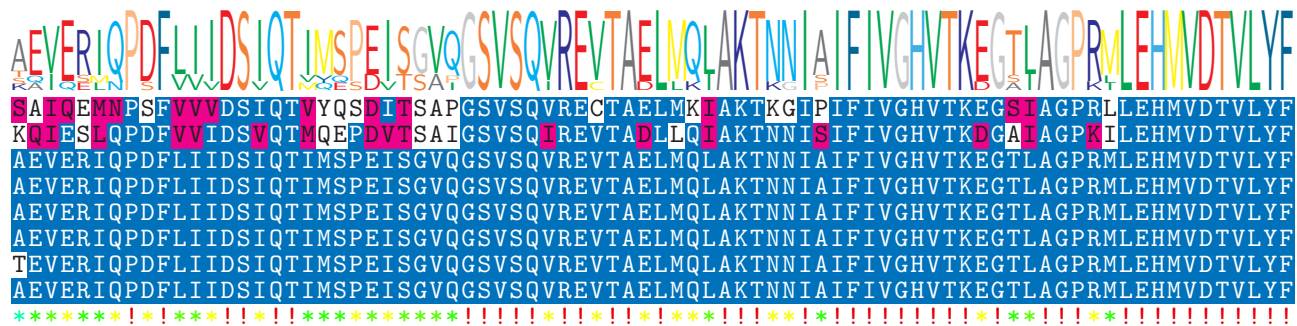 AEVERIQPDFLIIDSIQTIMSPEISGVQGSVSQVREVTAELMQLAKTNNIAIFIVGHVTKEGTLAGPRMLEHMVDTVLYF
SAIQEMNPSFVVVDSIQTVYQSDITSAPGSVSQVRECTAELMKIAKTKGIPIFIVGHVTKEGSIAGPRLLEHMVDTVLYF
KQIESLQPDFVVIDSVQTMQEPDVTSAIGSVSQIREVTADLLQIAKTNNISIFIVGHVTKDGAIAGPKILEHMVDTVLYF
AEVERIQPDFLIIDSIQTIMSPEISGVQGSVSQVREVTAELMQLAKTNNIAIFIVGHVTKEGTLAGPRMLEHMVDTVLYF
AEVERIQPDFLIIDSIQTIMSPEISGVQGSVSQVREVTAELMQLAKTNNIAIFIVGHVTKEGTLAGPRMLEHMVDTVLYF
AEVERIQPDFLIIDSIQTIMSPEISGVQGSVSQVREVTAELMQLAKTNNIAIFIVGHVTKEGTLAGPRMLEHMVDTVLYF
AEVERIQPDFLIIDSIQTIMSPEISGVQGSVSQVREVTAELMQLAKTNNIAIFIVGHVTKEGTLAGPRMLEHMVDTVLYF
TEVERIQPDFLIIDSIQTIMSPEISGVQGSVSQVREVTAELMQLAKTNNIAIFIVGHVTKEGTLAGPRMLEHMVDTVLYF
AEVERIQPDFLIIDSIQTIMSPEISGVQGSVSQVREVTAELMQLAKTNNIAIFIVGHVTKEGTLAGPRMLEHMVDTVLYF
*******!*!***!!*!!**********!!!!!*!!*!!*!***!!!**!*!!!!!!!!!*!**!!!**!!!!!!!!!!!